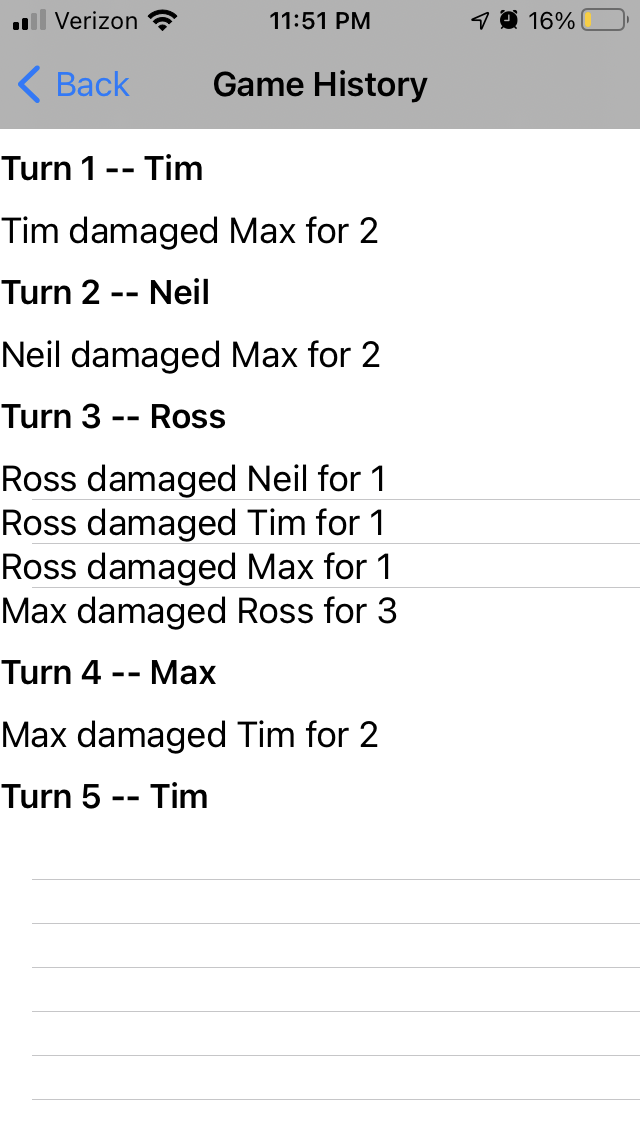 Verizon 11:51 PM 16%
Back Game History
Turn 1 -- Tim
Tim damaged Max for 2
Turn 2 -- Neil
Neil damaged Max for 2
Turn 3 -- Ross
Ross damaged Neil for 1
Ross damaged Tim for 1
Ross damaged Max for 1
Max damaged Ross for 3
Turn 4 -- Max
Max damaged Tim for 2
Turn 5 -- Tim